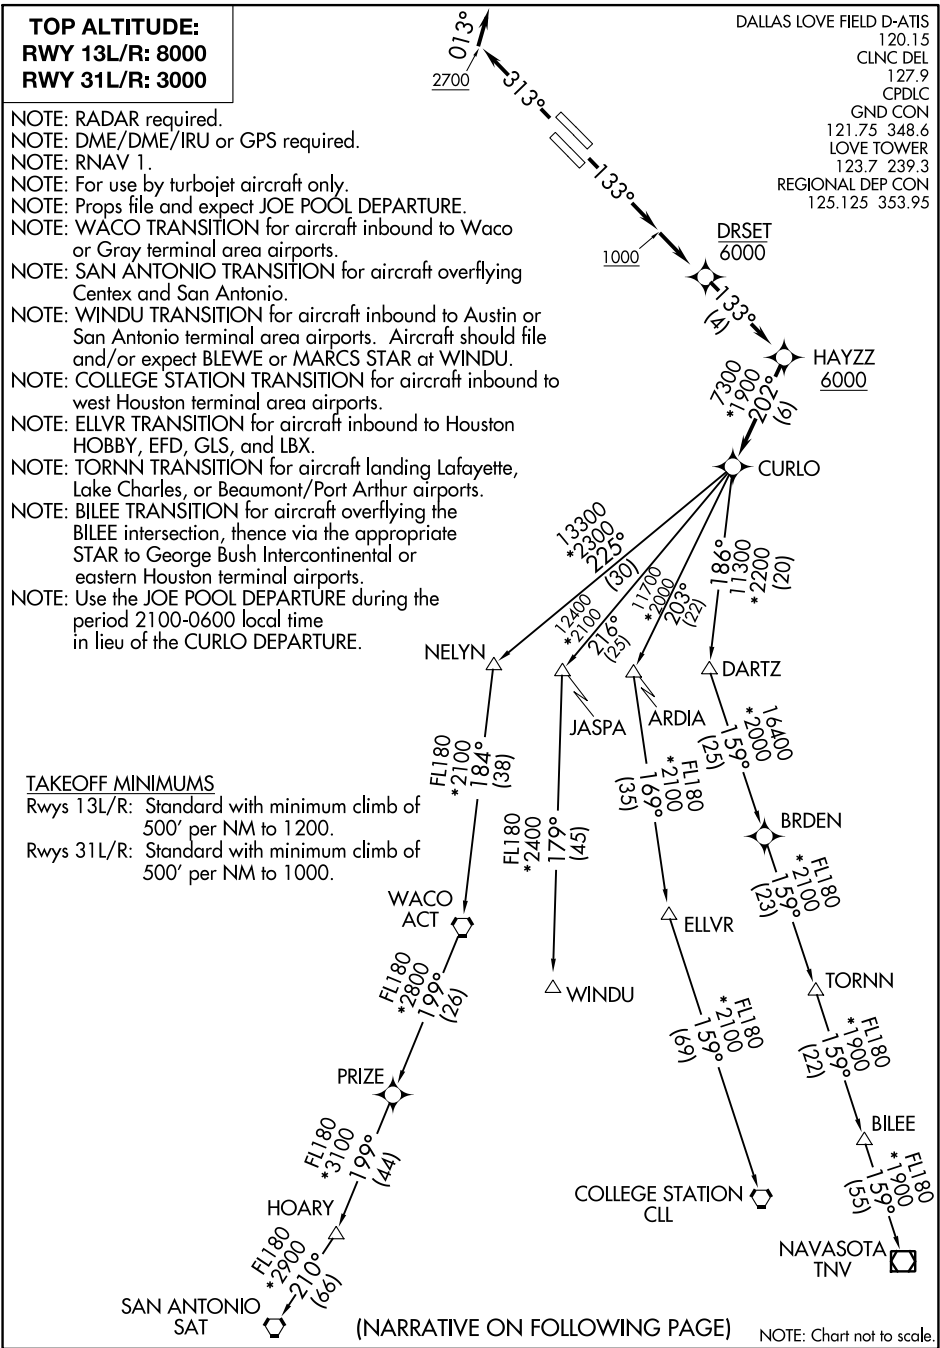 TOP ALTITUDE:
RWY 13L/R: 8000
RWY 31L/R: 3000
DALLAS LOVE FIELD D-ATIS
120.15
CLNC DEL
127.9
CPDLC
GND CON
121.75 348.6
LOVE TOWER
123.7 239.3
REGIONAL DEP CON
125.125 353.95
NOTE: RADAR required.
NOTE: DME/DME/IRU or GPS required.
NOTE: RNAV 1.
NOTE: For use by turbojet aircraft only.
NOTE: Props file and expect JOE POOL DEPARTURE.
NOTE: WACO TRANSITION for aircraft inbound to Waco
or Gray terminal area airports.
NOTE: SAN ANTONIO TRANSITION for aircraft overflying
Centex and San Antonio.
NOTE: WINDU TRANSITION for aircraft inbound to Austin or
San Antonio terminal area airports. Aircraft should file
and/or expect BLEWE or MARCS STAR at WINDU.
NOTE: COLLEGE STATION TRANSITION for aircraft inbound to
west Houston terminal area airports.
NOTE: ELLVR TRANSITION for aircraft inbound to Houston
HOBBY, EFD, GLS, and LBX.
NOTE: TORNN TRANSITION for aircraft landing Lafayette,
Lake Charles, or Beaumont/Port Arthur airports.
NOTE: BILEE TRANSITION for aircraft overflying the
BILEE intersection, thence via the appropriate
STAR to George Bush Intercontinental or
eastern Houston terminal airports.
NOTE: Use the JOE POOL DEPARTURE during the
period 2100-0600 local time
in lieu of the CURLO DEPARTURE.
TAKEOFF MINIMUMS
Rwys 13L/R: Standard with minimum climb of
500' per NM to 1200.
Rwys 31L/R: Standard with minimum climb of
500' per NM to 1000.
013°
2700
313°
133°
1000
DRSET
6000
133°
(4)
HAYZZ
6000
7300
*1900
202°
(6)
CURLO
13300
*2300
225°
(30)
12400
*2100
216°
(25)
11700
*2000
203°
(22)
186°
11300
*2200
(20)
NELYN
JASPA
ARDIA
DARTZ
FL180
*2100
184°
(38)
FL180
*2400
179°
(45)
FL180
*2100
169°
(35)
16400
*2000
159°
(25)
BRDEN
FL180
*2100
159°
(23)
WACO
ACT
ELLVR
WINDU
TORNN
FL180
*2800
199°
(26)
FL180
*2100
159°
(69)
FL180
*1900
159°
(22)
PRIZE
BILEE
FL180
*3100
199°
(44)
FL180
*1900
159°
(55)
HOARY
COLLEGE STATION
CLL
NAVASOTA
TNV
FL180
*2900
210°
(66)
SAN ANTONIO
SAT
(NARRATIVE ON FOLLOWING PAGE)
NOTE: Chart not to scale.